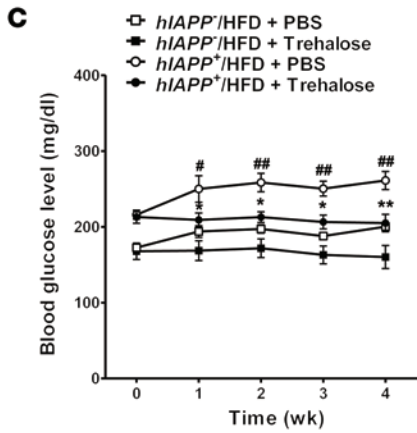 C
hIAPP⁻/HFD + PBS
hIAPP⁻/HFD + Trehalose
hIAPP⁺/HFD + PBS
hIAPP⁺/HFD + Trehalose
Blood glucose level (mg/dl)
400
300
200
100
0
# ## ## ##
* * * **
0 1 2 3 4
Time (wk)